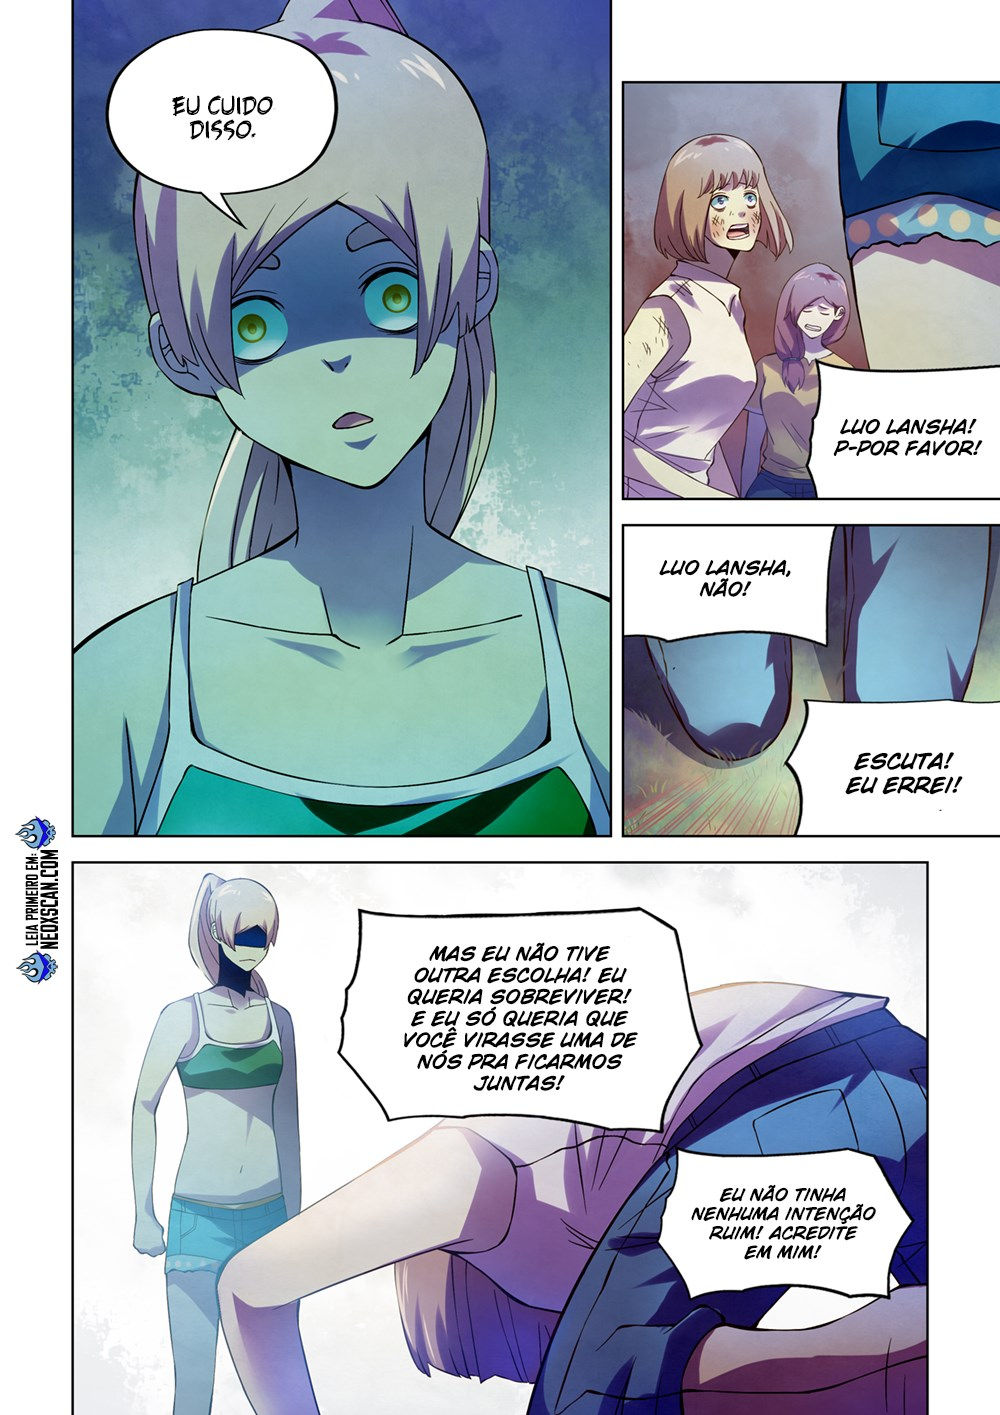 EU CUIDO
DISSO.
LUO LANSHA!
P-POR FAVOR!
LUO LANSHA,
NÃO!
ESCUTA!
EU ERREI!
MAS EU NÃO TIVE
OUTRA ESCOLHA! EU
QUERIA SOBREVIVER!
E EU SÓ QUERIA QUE
VOCÊ VIRASSE UMA DE
NÓS PRA FICARMOS
JUNTAS!
EU NÃO TINHA
NENHUMA INTENÇÃO
RUIM! ACREDITE
EM MIM!
LEIA PRIMEIRO EM:
NEOXSCAN.COM